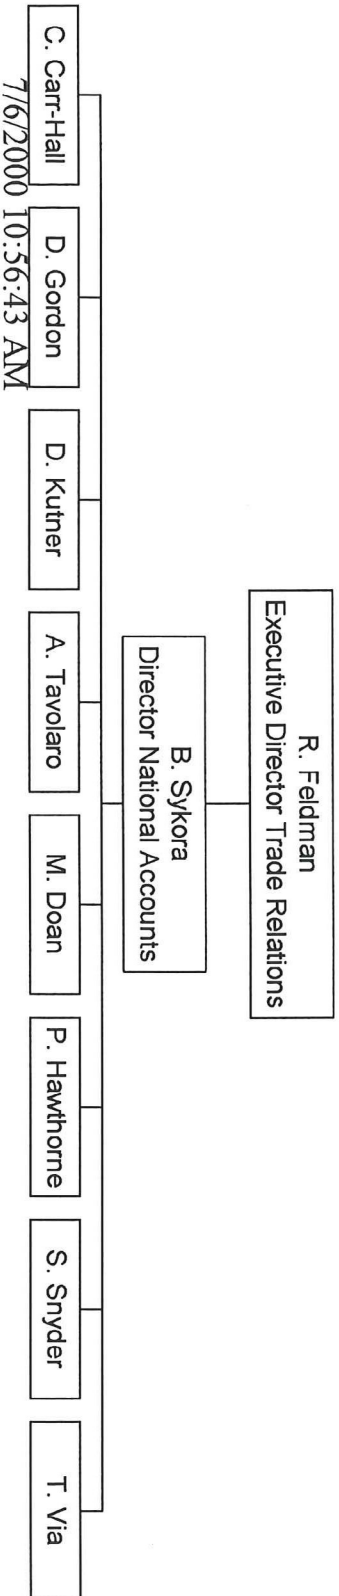 R. Feldman
Executive Director Trade Relations
B. Sykora
Director National Accounts
C. Carr-Hall
D. Gordon
D. Kutner
A. Tavolaro
M. Doan
P. Hawthorne
S. Snyder
T. Via
7/6/2000 10:56:43 AM